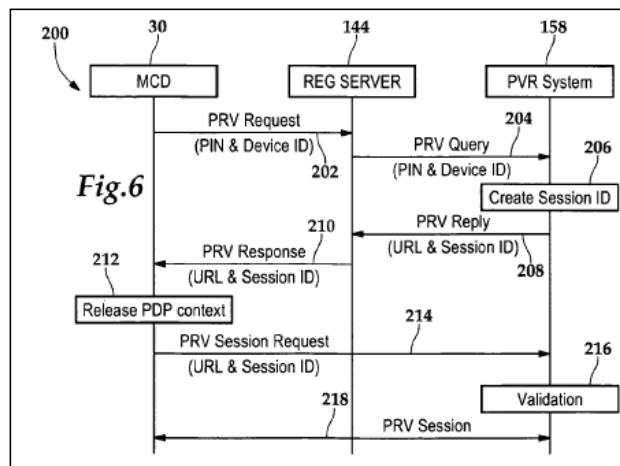 200
30
144
158
MCD
REG SERVER
PVR System
PRV Request
(PIN & Device ID)
202
204
PRV Query
(PIN & Device ID)
206
Fig.6
Create Session ID
PRV Reply
(URL & Session ID)
208
210
PRV Response
(URL & Session ID)
212
Release PDP context
PRV Session Request
(URL & Session ID)
214
216
Validation
218
PRV Session